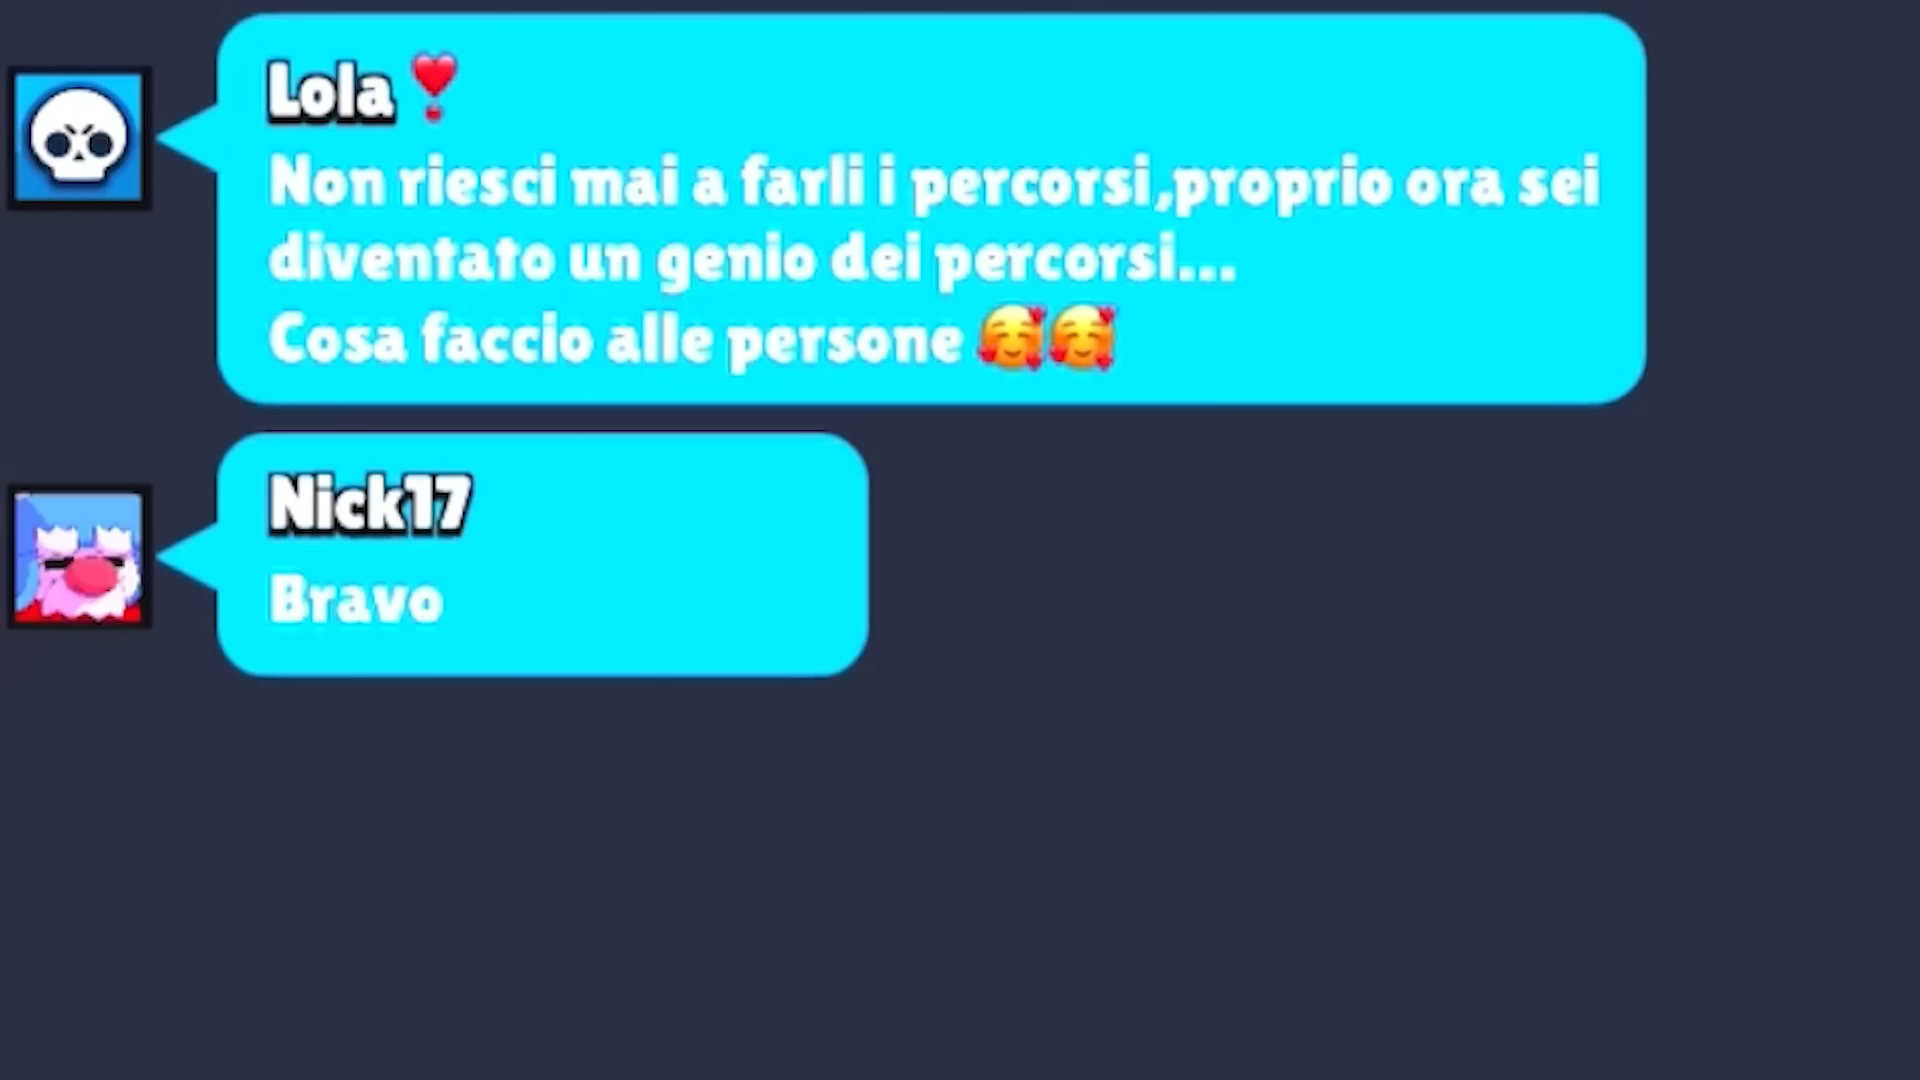 Lola❣️
Non riesci mai a farli i percorsi,proprio ora sei
diventato un genio dei percorsi...
Cosa faccio alle persone 🥰🥰
Nick17
Bravo